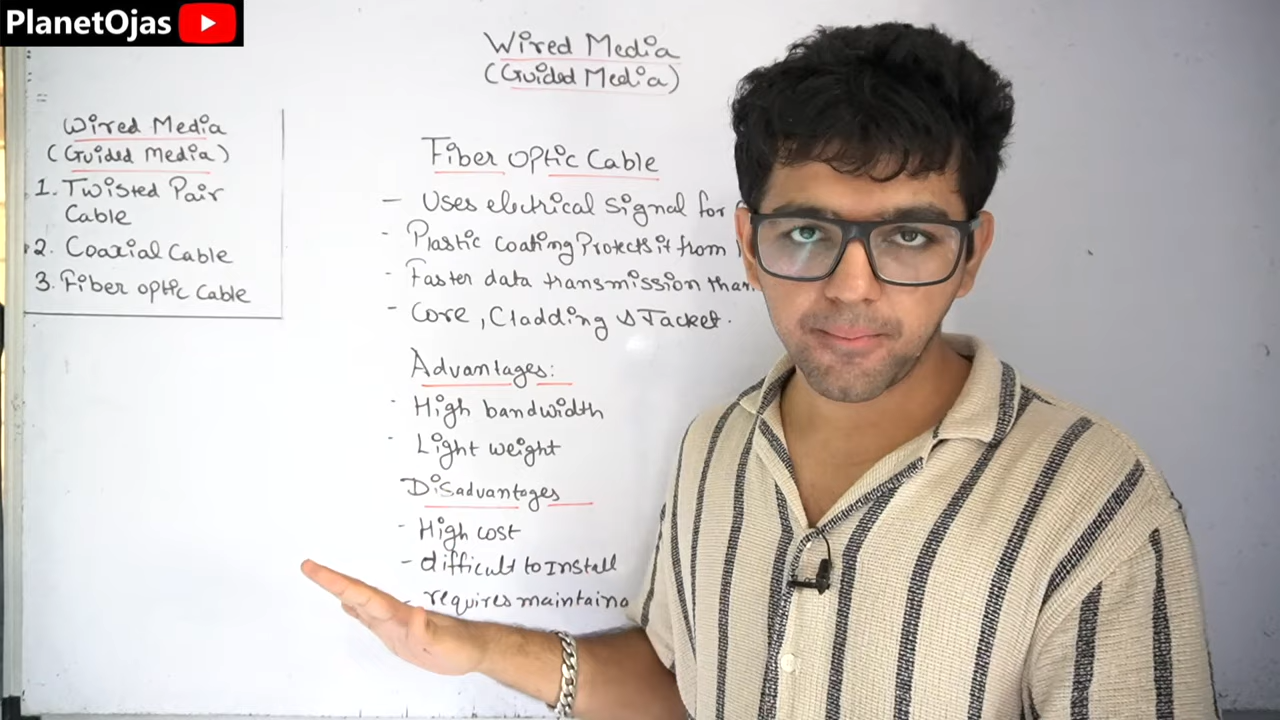 PlanetOjas
Wired Media
(Guided Media)
Wired Media
(Guided Media)
1. Twisted Pair
Cable
2. Coaxial Cable
3. Fiber optic Cable
Fiber Optic Cable
- Uses electrical Signal for
- Plastic coating Protects it from
- Faster data transmission than
- Core, Cladding & Jacket.
Advantages:
- High bandwidth
- Light weight
Disadvantages
- High cost
- difficult to Install
- requires